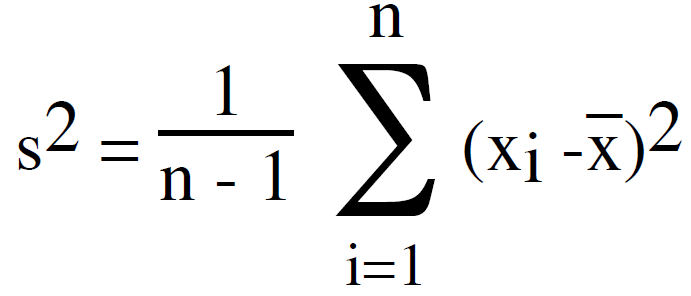 s² = 1/(n - 1) n∑i=1 (xᵢ - x̄)²